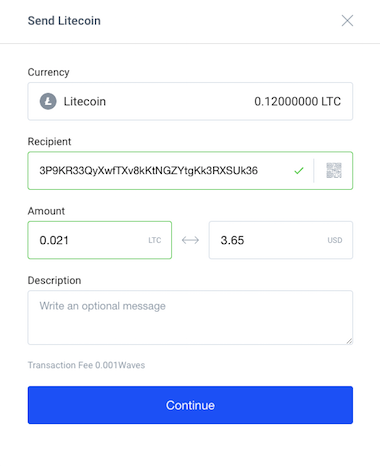 Send Litecoin
Currency
Litecoin 0.12000000 LTC
Recipient
3P9KR33QyXwfTXv8kKtNGZYtgKk3RXSUk36
Amount
0.021 LTC 3.65 USD
Description
Write an optional message
Transaction Fee 0.001Waves
Continue